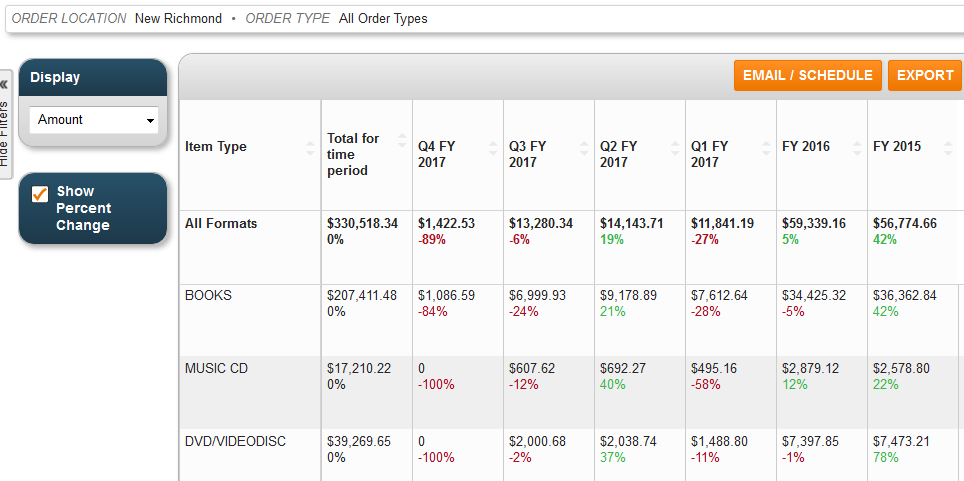 ORDER LOCATION New Richmond • ORDER TYPE All Order Types
«
Hide Filters
Display
Amount
Show
Percent
Change
EMAIL / SCHEDULE EXPORT
Item Type Total for time period Q4 FY 2017 Q3 FY 2017 Q2 FY 2017 Q1 FY 2017 FY 2016 FY 2015
All Formats $330,518.34 $1,422.53 $13,280.34 $14,143.71 $11,841.19 $59,339.16 $56,774.66
0% -89% -6% 19% -27% 5% 42%
BOOKS $207,411.48 $1,086.59 $6,999.93 $9,178.89 $7,612.64 $34,425.32 $36,362.84
0% -84% -24% 21% -28% -5% 42%
MUSIC CD $17,210.22 0 $607.62 $692.27 $495.16 $2,879.12 $2,578.80
0% -100% -12% 40% -58% 12% 22%
DVD/VIDEODISC $39,269.65 0 $2,000.68 $2,038.74 $1,488.80 $7,397.85 $7,473.21
0% -100% -2% 37% -11% -1% 78%